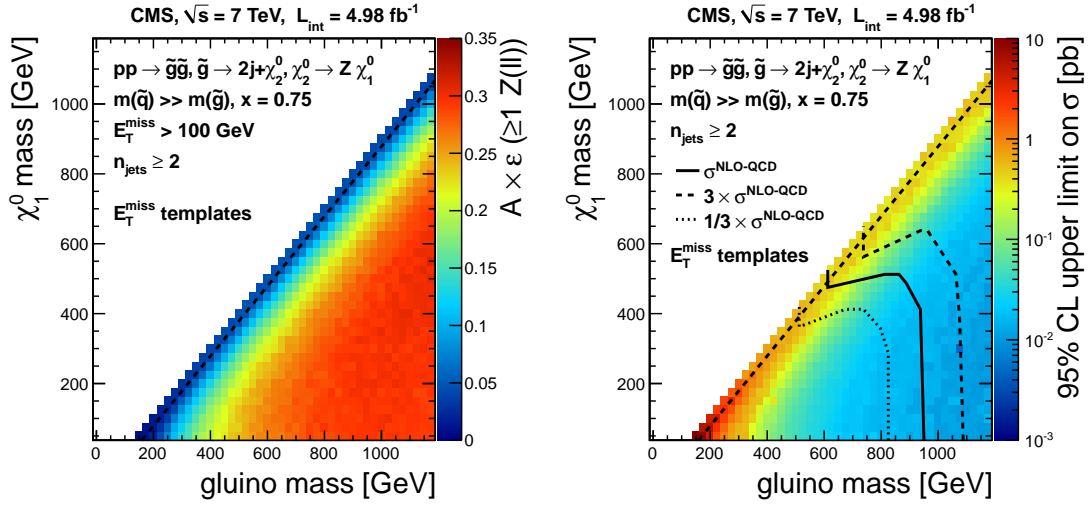 CMS, √s = 7 TeV, L_int = 4.98 fb⁻¹
pp → g̃g̃, g̃ → 2j+χ₂⁰, χ₂⁰ → Z χ₁⁰
m(q̃) >> m(g̃), x = 0.75
E_T^miss > 100 GeV
n_jets ≥ 2
E_T^miss templates
χ₁⁰ mass [GeV]
1000
800
600
400
200
0 200 400 600 800 1000
gluino mass [GeV]
0.35
0.3
0.25
0.2
0.15
0.1
0.05
0
A × ε (≥1 Z(ll))
CMS, √s = 7 TeV, L_int = 4.98 fb⁻¹
pp → g̃g̃, g̃ → 2j+χ₂⁰, χ₂⁰ → Z χ₁⁰
m(q̃) >> m(g̃), x = 0.75
n_jets ≥ 2
σ^NLO-QCD
3 × σ^NLO-QCD
1/3 × σ^NLO-QCD
E_T^miss templates
χ₁⁰ mass [GeV]
1000
800
600
400
200
0 200 400 600 800 1000
gluino mass [GeV]
10²
10
1
10⁻¹
10⁻²
10⁻³
95% CL upper limit on σ [pb]